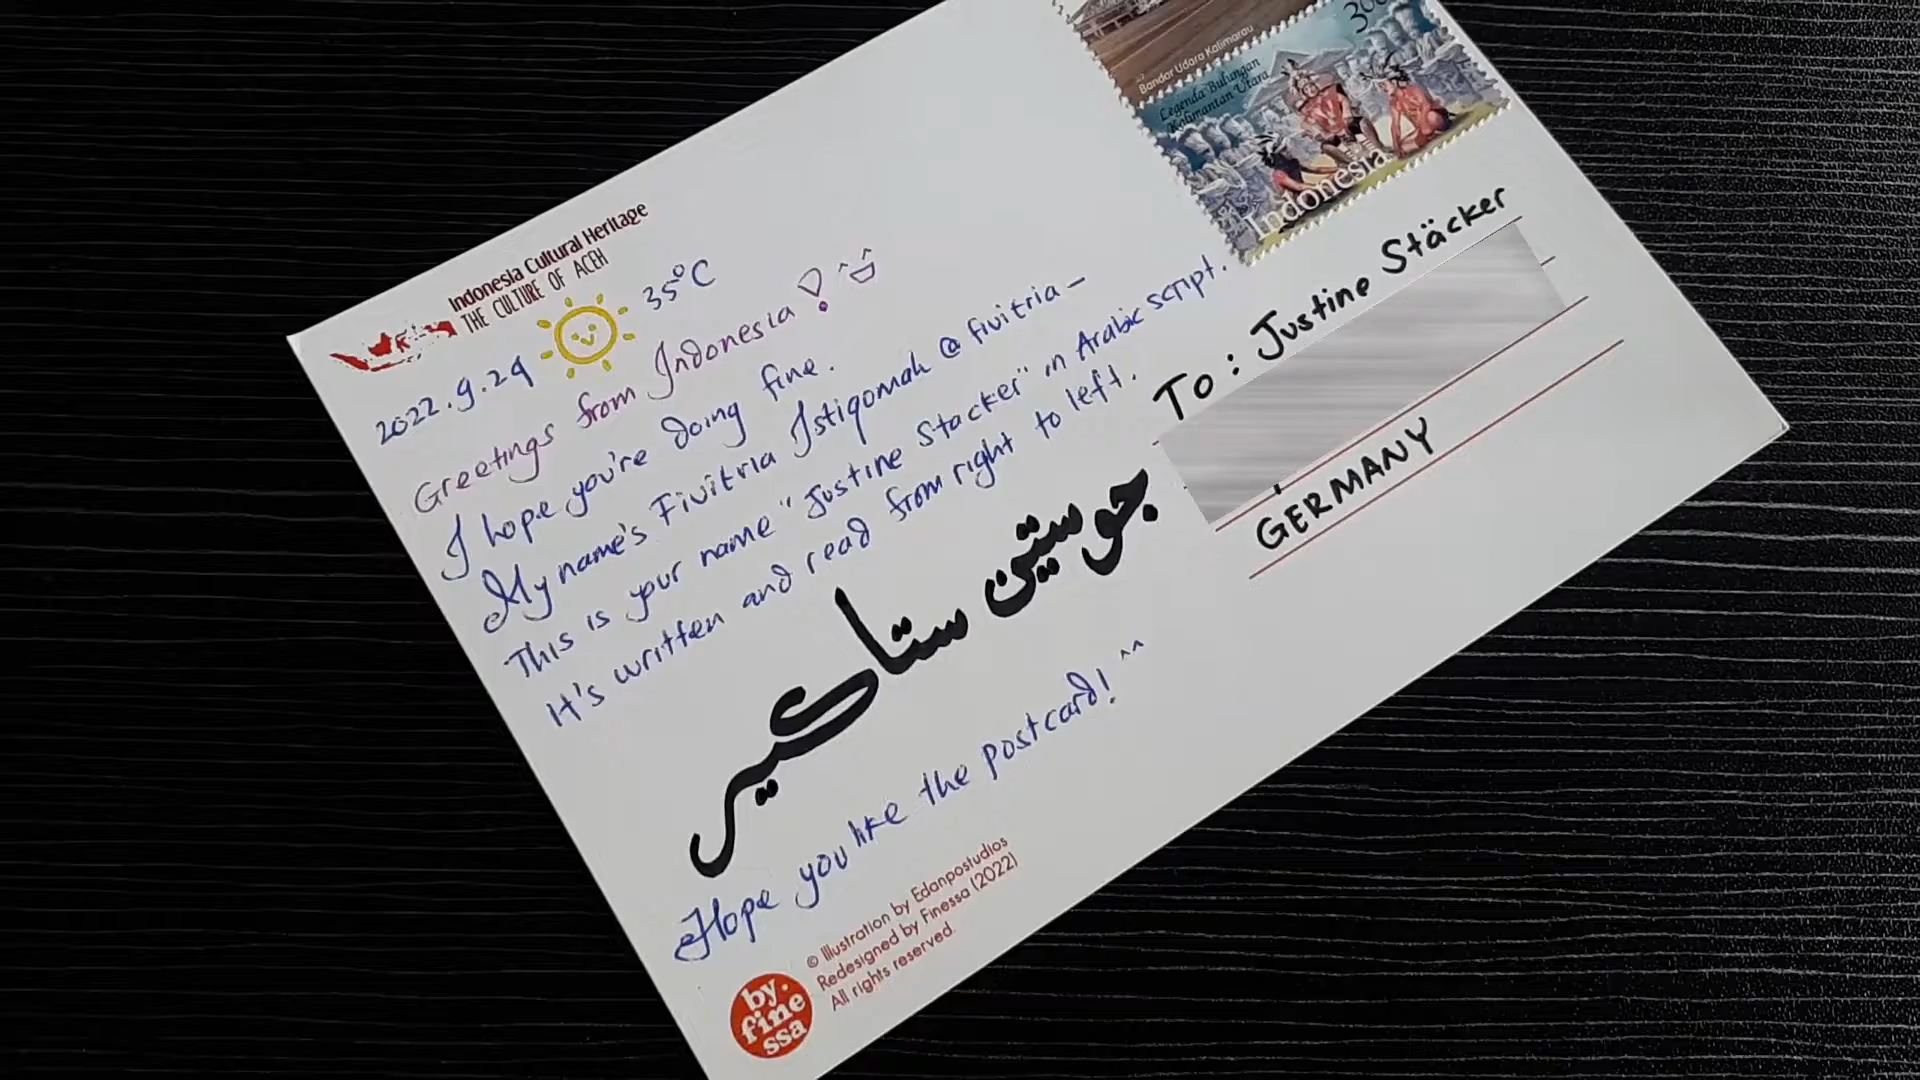 Indonesia Cultural Heritage
THE CULTURE OF ACEH
2022.9.29
35°C
Greetings from Indonesia!
I hope you're doing fine.
My name's Fivitria Istiqomah @fivitria-
This is your name "Justine Stacker" in Arabic script.
It's written and read from right to left.
جوستين ستاكير
Hope you like the postcard! ^^
© Illustration by Edanpostudios
Redesigned by Finessa (2022)
All rights reserved.
by.
fine
ssa
Bandar Udara Kalimarau
Legenda Bulungan
Kalimantan Utara
300
Indonesia
To: Justine Stäcker
GERMANY